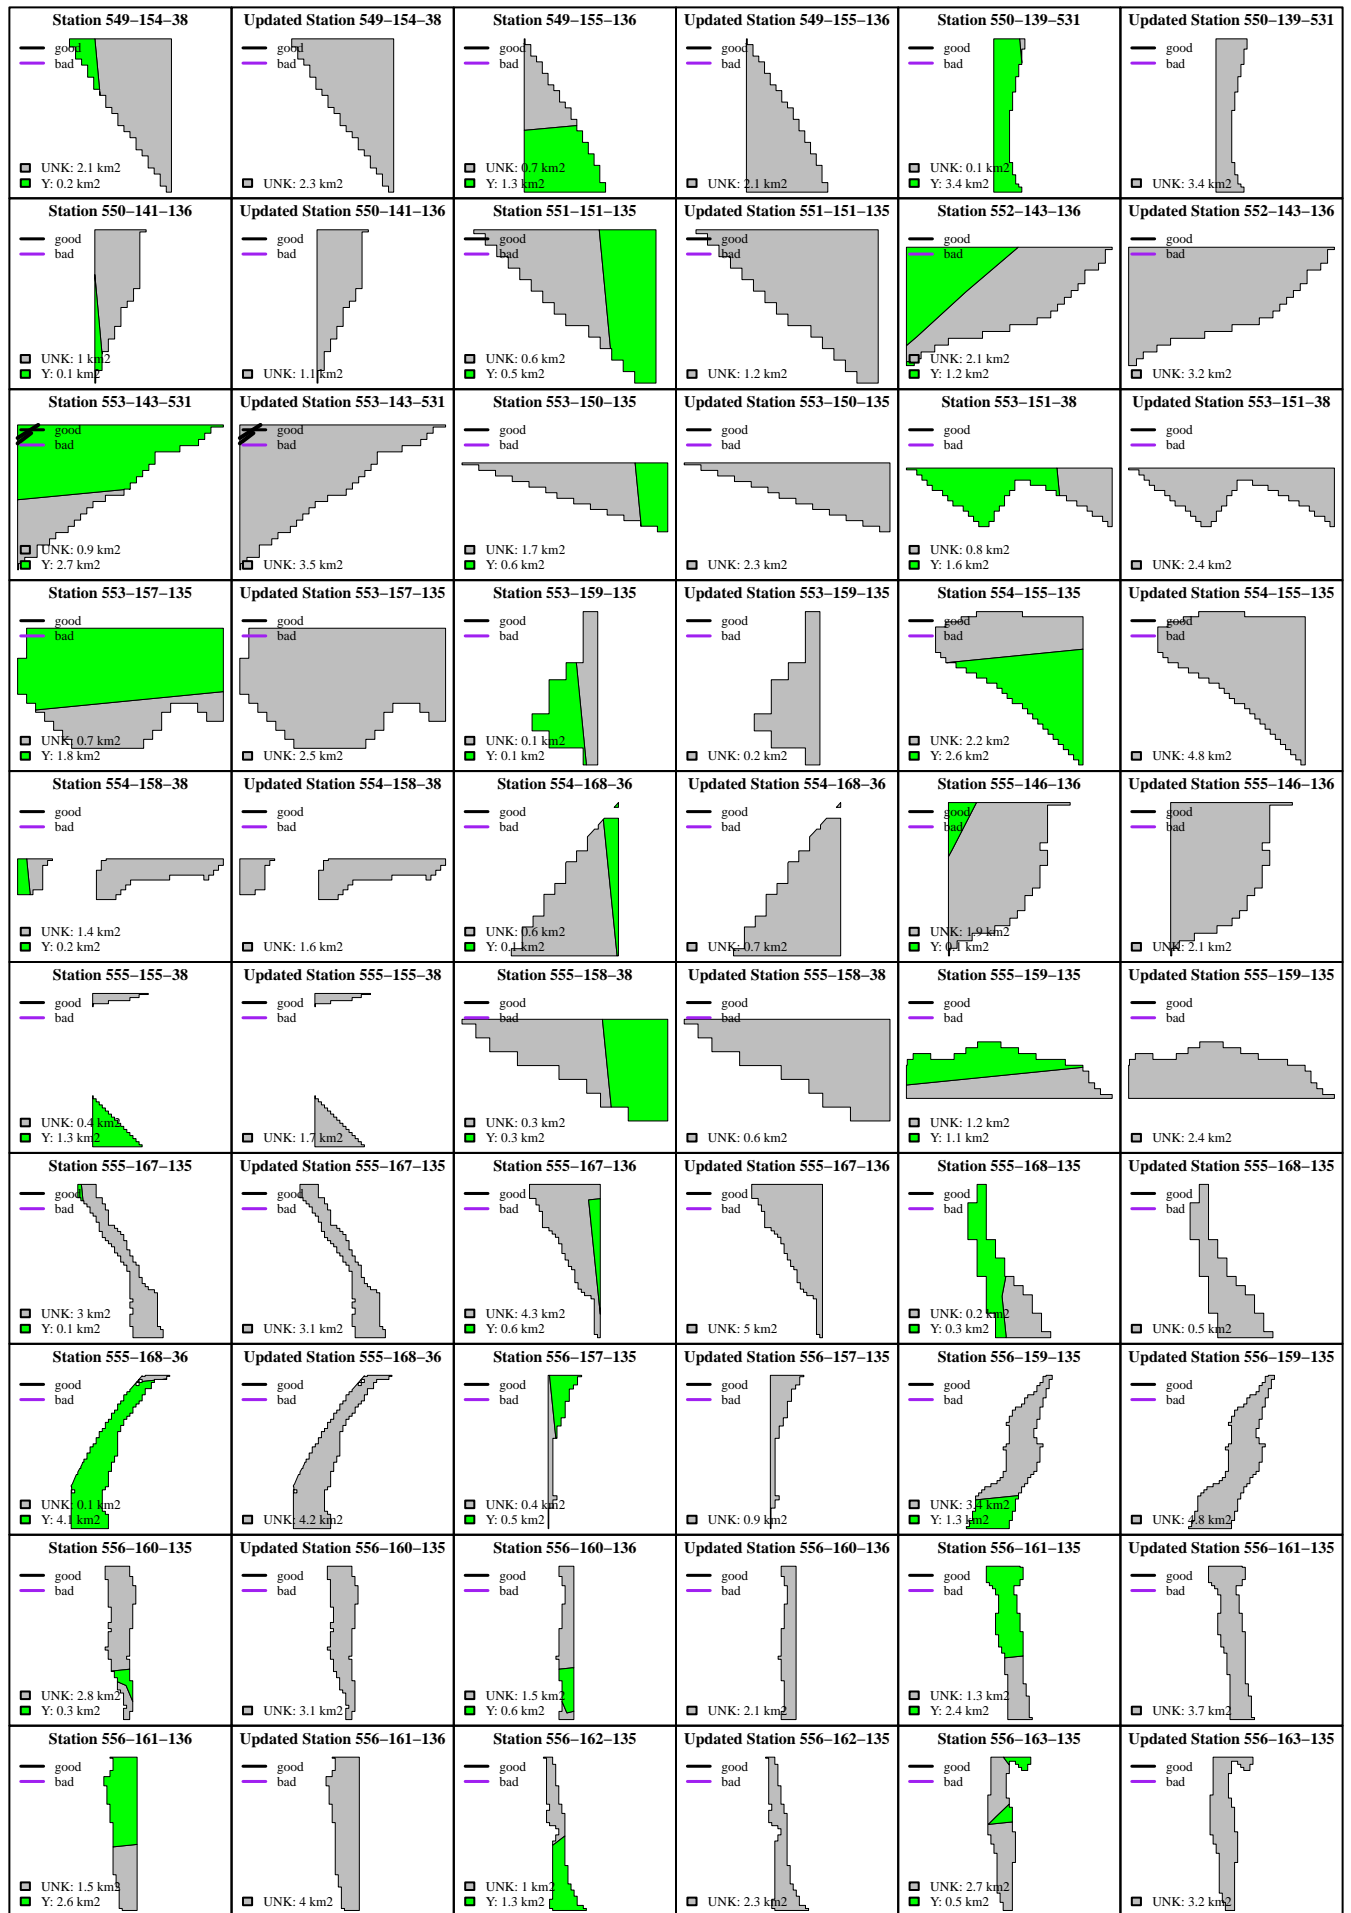 Station 549−154−38
good
bad
UNK: 2.1 km2
Y: 0.2 km2
Updated Station 549−154−38
good
bad
UNK: 2.3 km2
Station 549−155−136
good
bad
UNK: 0.7 km2
Y: 1.3 km2
Updated Station 549−155−136
good
bad
UNK: 2.1 km2
Station 550−139−531
good
bad
UNK: 0.1 km2
Y: 3.4 km2
Updated Station 550−139−531
good
bad
UNK: 3.4 km2
Station 550−141−136
good
bad
UNK: 1 km2
Y: 0.1 km2
Updated Station 550−141−136
good
bad
UNK: 1.1 km2
Station 551−151−135
good
bad
UNK: 0.6 km2
Y: 0.5 km2
Updated Station 551−151−135
good
bad
UNK: 1.2 km2
Station 552−143−136
good
bad
UNK: 2.1 km2
Y: 1.2 km2
Updated Station 552−143−136
good
bad
UNK: 3.2 km2
Station 553−143−531
good
bad
UNK: 0.9 km2
Y: 2.7 km2
Updated Station 553−143−531
good
bad
UNK: 3.5 km2
Station 553−150−135
good
bad
UNK: 1.7 km2
Y: 0.6 km2
Updated Station 553−150−135
good
bad
UNK: 2.3 km2
Station 553−151−38
good
bad
UNK: 0.8 km2
Y: 1.6 km2
Updated Station 553−151−38
good
bad
UNK: 2.4 km2
Station 553−157−135
good
bad
UNK: 0.7 km2
Y: 1.8 km2
Updated Station 553−157−135
good
bad
UNK: 2.5 km2
Station 553−159−135
good
bad
UNK: 0.1 km2
Y: 0.1 km2
Updated Station 553−159−135
good
bad
UNK: 0.2 km2
Station 554−155−135
good
bad
UNK: 2.2 km2
Y: 2.6 km2
Updated Station 554−155−135
good
bad
UNK: 4.8 km2
Station 554−158−38
good
bad
UNK: 1.4 km2
Y: 0.2 km2
Updated Station 554−158−38
good
bad
UNK: 1.6 km2
Station 554−168−36
good
bad
UNK: 0.6 km2
Y: 0.1 km2
Updated Station 554−168−36
good
bad
UNK: 0.7 km2
Station 555−146−136
good
bad
UNK: 1.9 km2
Y: 0.1 km2
Updated Station 555−146−136
good
bad
UNK: 2.1 km2
Station 555−155−38
good
bad
UNK: 0.4 km2
Y: 1.3 km2
Updated Station 555−155−38
good
bad
UNK: 1.7 km2
Station 555−158−38
good
bad
UNK: 0.3 km2
Y: 0.3 km2
Updated Station 555−158−38
good
bad
UNK: 0.6 km2
Station 555−159−135
good
bad
UNK: 1.2 km2
Y: 1.1 km2
Updated Station 555−159−135
good
bad
UNK: 2.4 km2
Station 555−167−135
good
bad
UNK: 3 km2
Y: 0.1 km2
Updated Station 555−167−135
good
bad
UNK: 3.1 km2
Station 555−167−136
good
bad
UNK: 4.3 km2
Y: 0.6 km2
Updated Station 555−167−136
good
bad
UNK: 5 km2
Station 555−168−135
good
bad
UNK: 0.2 km2
Y: 0.3 km2
Updated Station 555−168−135
good
bad
UNK: 0.5 km2
Station 555−168−36
good
bad
UNK: 0.1 km2
Y: 4.1 km2
Updated Station 555−168−36
good
bad
UNK: 4.2 km2
Station 556−157−135
good
bad
UNK: 0.4 km2
Y: 0.5 km2
Updated Station 556−157−135
good
bad
UNK: 0.9 km2
Station 556−159−135
good
bad
UNK: 3.4 km2
Y: 1.3 km2
Updated Station 556−159−135
good
bad
UNK: 4.8 km2
Station 556−160−135
good
bad
UNK: 2.8 km2
Y: 0.3 km2
Updated Station 556−160−135
good
bad
UNK: 3.1 km2
Station 556−160−136
good
bad
UNK: 1.5 km2
Y: 0.6 km2
Updated Station 556−160−136
good
bad
UNK: 2.1 km2
Station 556−161−135
good
bad
UNK: 1.3 km2
Y: 2.4 km2
Updated Station 556−161−135
good
bad
UNK: 3.7 km2
Station 556−161−136
good
bad
UNK: 1.5 km2
Y: 2.6 km2
Updated Station 556−161−136
good
bad
UNK: 4 km2
Station 556−162−135
good
bad
UNK: 1 km2
Y: 1.3 km2
Updated Station 556−162−135
good
bad
UNK: 2.3 km2
Station 556−163−135
good
bad
UNK: 2.7 km2
Y: 0.5 km2
Updated Station 556−163−135
good
bad
UNK: 3.2 km2